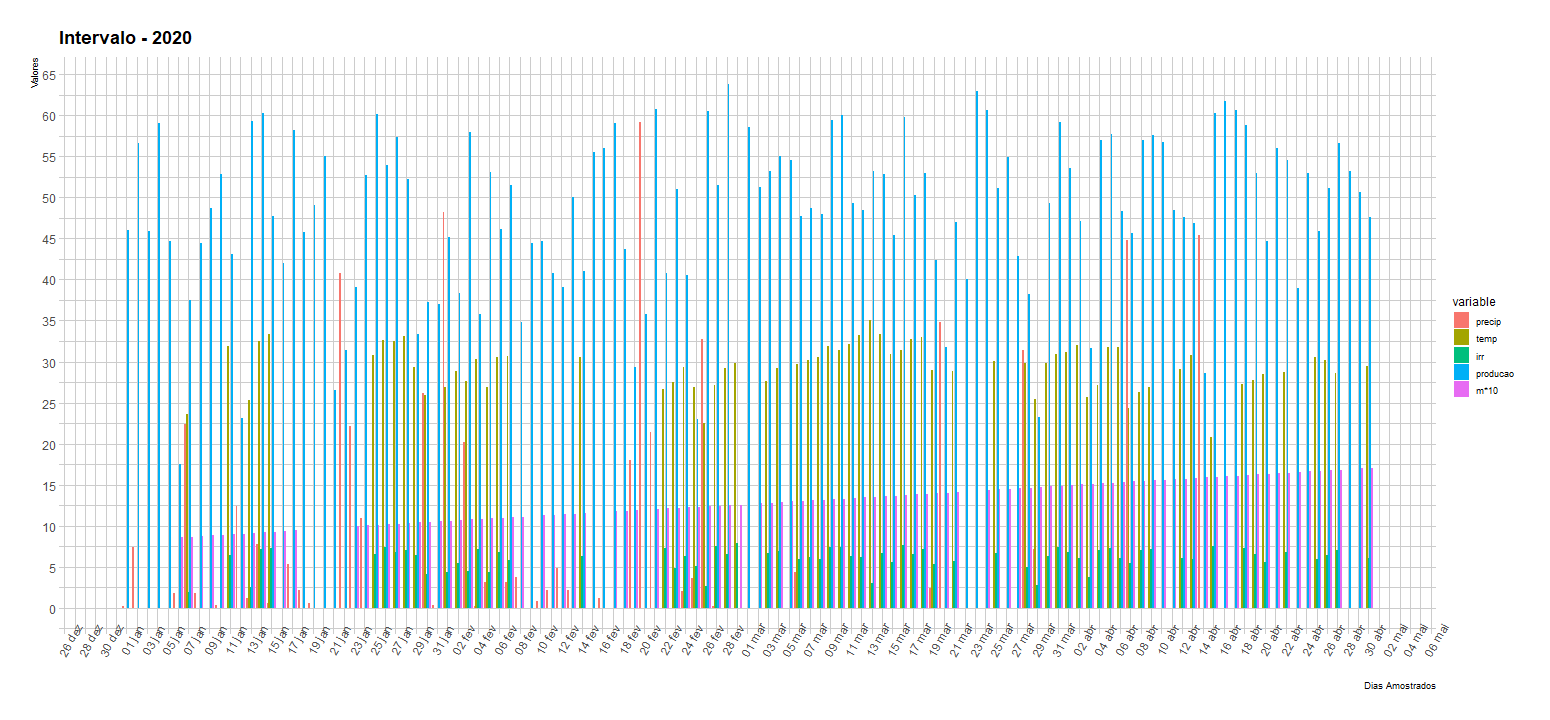 Intervalo - 2020
Valores
65
60
55
50
45
40
35
30
25
20
15
10
5
0
26 dez
28 dez
30 dez
01 jan
03 jan
05 jan
07 jan
09 jan
11 jan
13 jan
15 jan
17 jan
19 jan
21 jan
23 jan
25 jan
27 jan
29 jan
31 jan
02 fev
04 fev
06 fev
08 fev
10 fev
12 fev
14 fev
16 fev
18 fev
20 fev
22 fev
24 fev
26 fev
28 fev
01 mar
03 mar
05 mar
07 mar
09 mar
11 mar
13 mar
15 mar
17 mar
19 mar
21 mar
23 mar
25 mar
27 mar
29 mar
31 mar
02 abr
04 abr
06 abr
08 abr
10 abr
12 abr
14 abr
16 abr
18 abr
20 abr
22 abr
24 abr
26 abr
28 abr
30 abr
02 mai
04 mai
06 mai
Dias Amostrados
variable
precip
temp
irr
producao
m*10